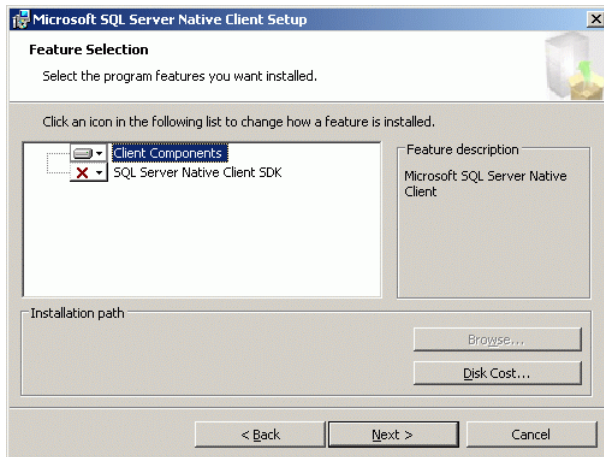 Microsoft SQL Server Native Client Setup
Feature Selection
Select the program features you want installed.
Click an icon in the following list to change how a feature is installed.
Client Components
SQL Server Native Client SDK
Feature description
Microsoft SQL Server Native
Client
Installation path
Browse...
Disk Cost...
< Back
Next >
Cancel